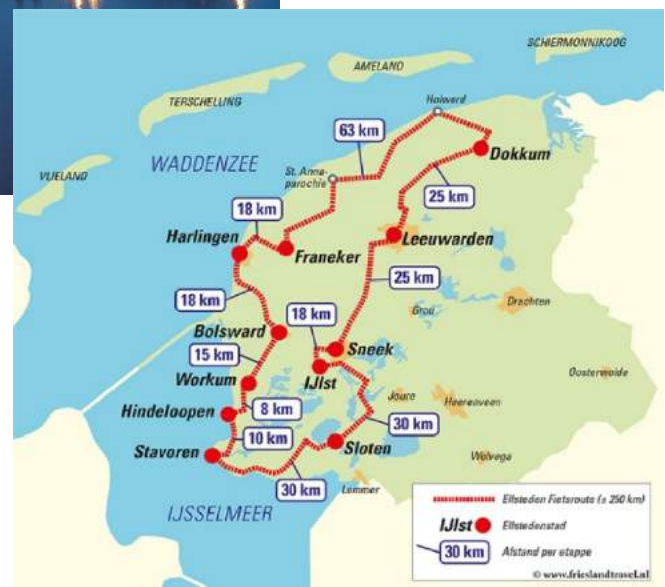 SCHIERMONNIKOOG
AMELAND
TERSCHELLING
Holwerd
63 km
Dokkum
WADDENZEE
St. Anna-
parochie
VLIELAND
25 km
18 km
Harlingen
Franeker
Leeuwarden
25 km
18 km
18 km
Grou
Drachten
Bolsward
Sneek
15 km
IJlst
Oosterwolde
Workum
Joure
Heerenveen
8 km
Hindeloopen
30 km
10 km
Sloten
Stavoren
Wolvega
30 km
Lemmer
IJSSELMEER
Elfsteden Fietsroute (± 250 km)
IJlst
Elfstedenstad
30 km
Afstand per etappe
© www.frieslandtravel.nl